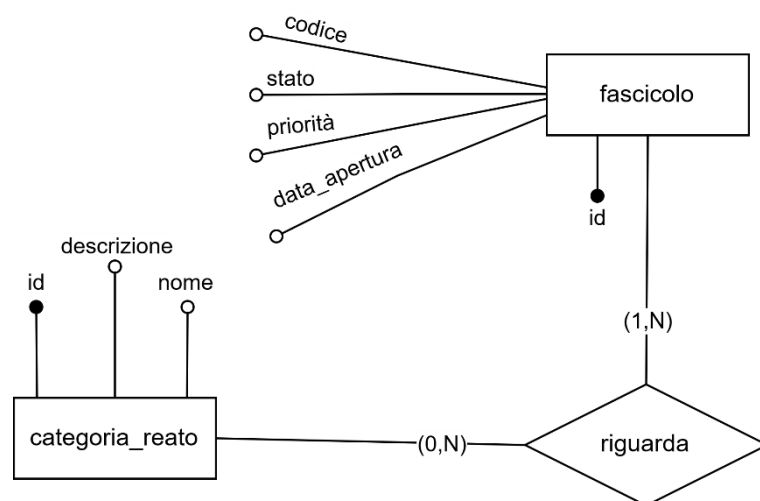 codice
stato
priorità
data_apertura
fascicolo
id
descrizione
id
nome
(1,N)
categoria_reato
(0,N)
riguarda